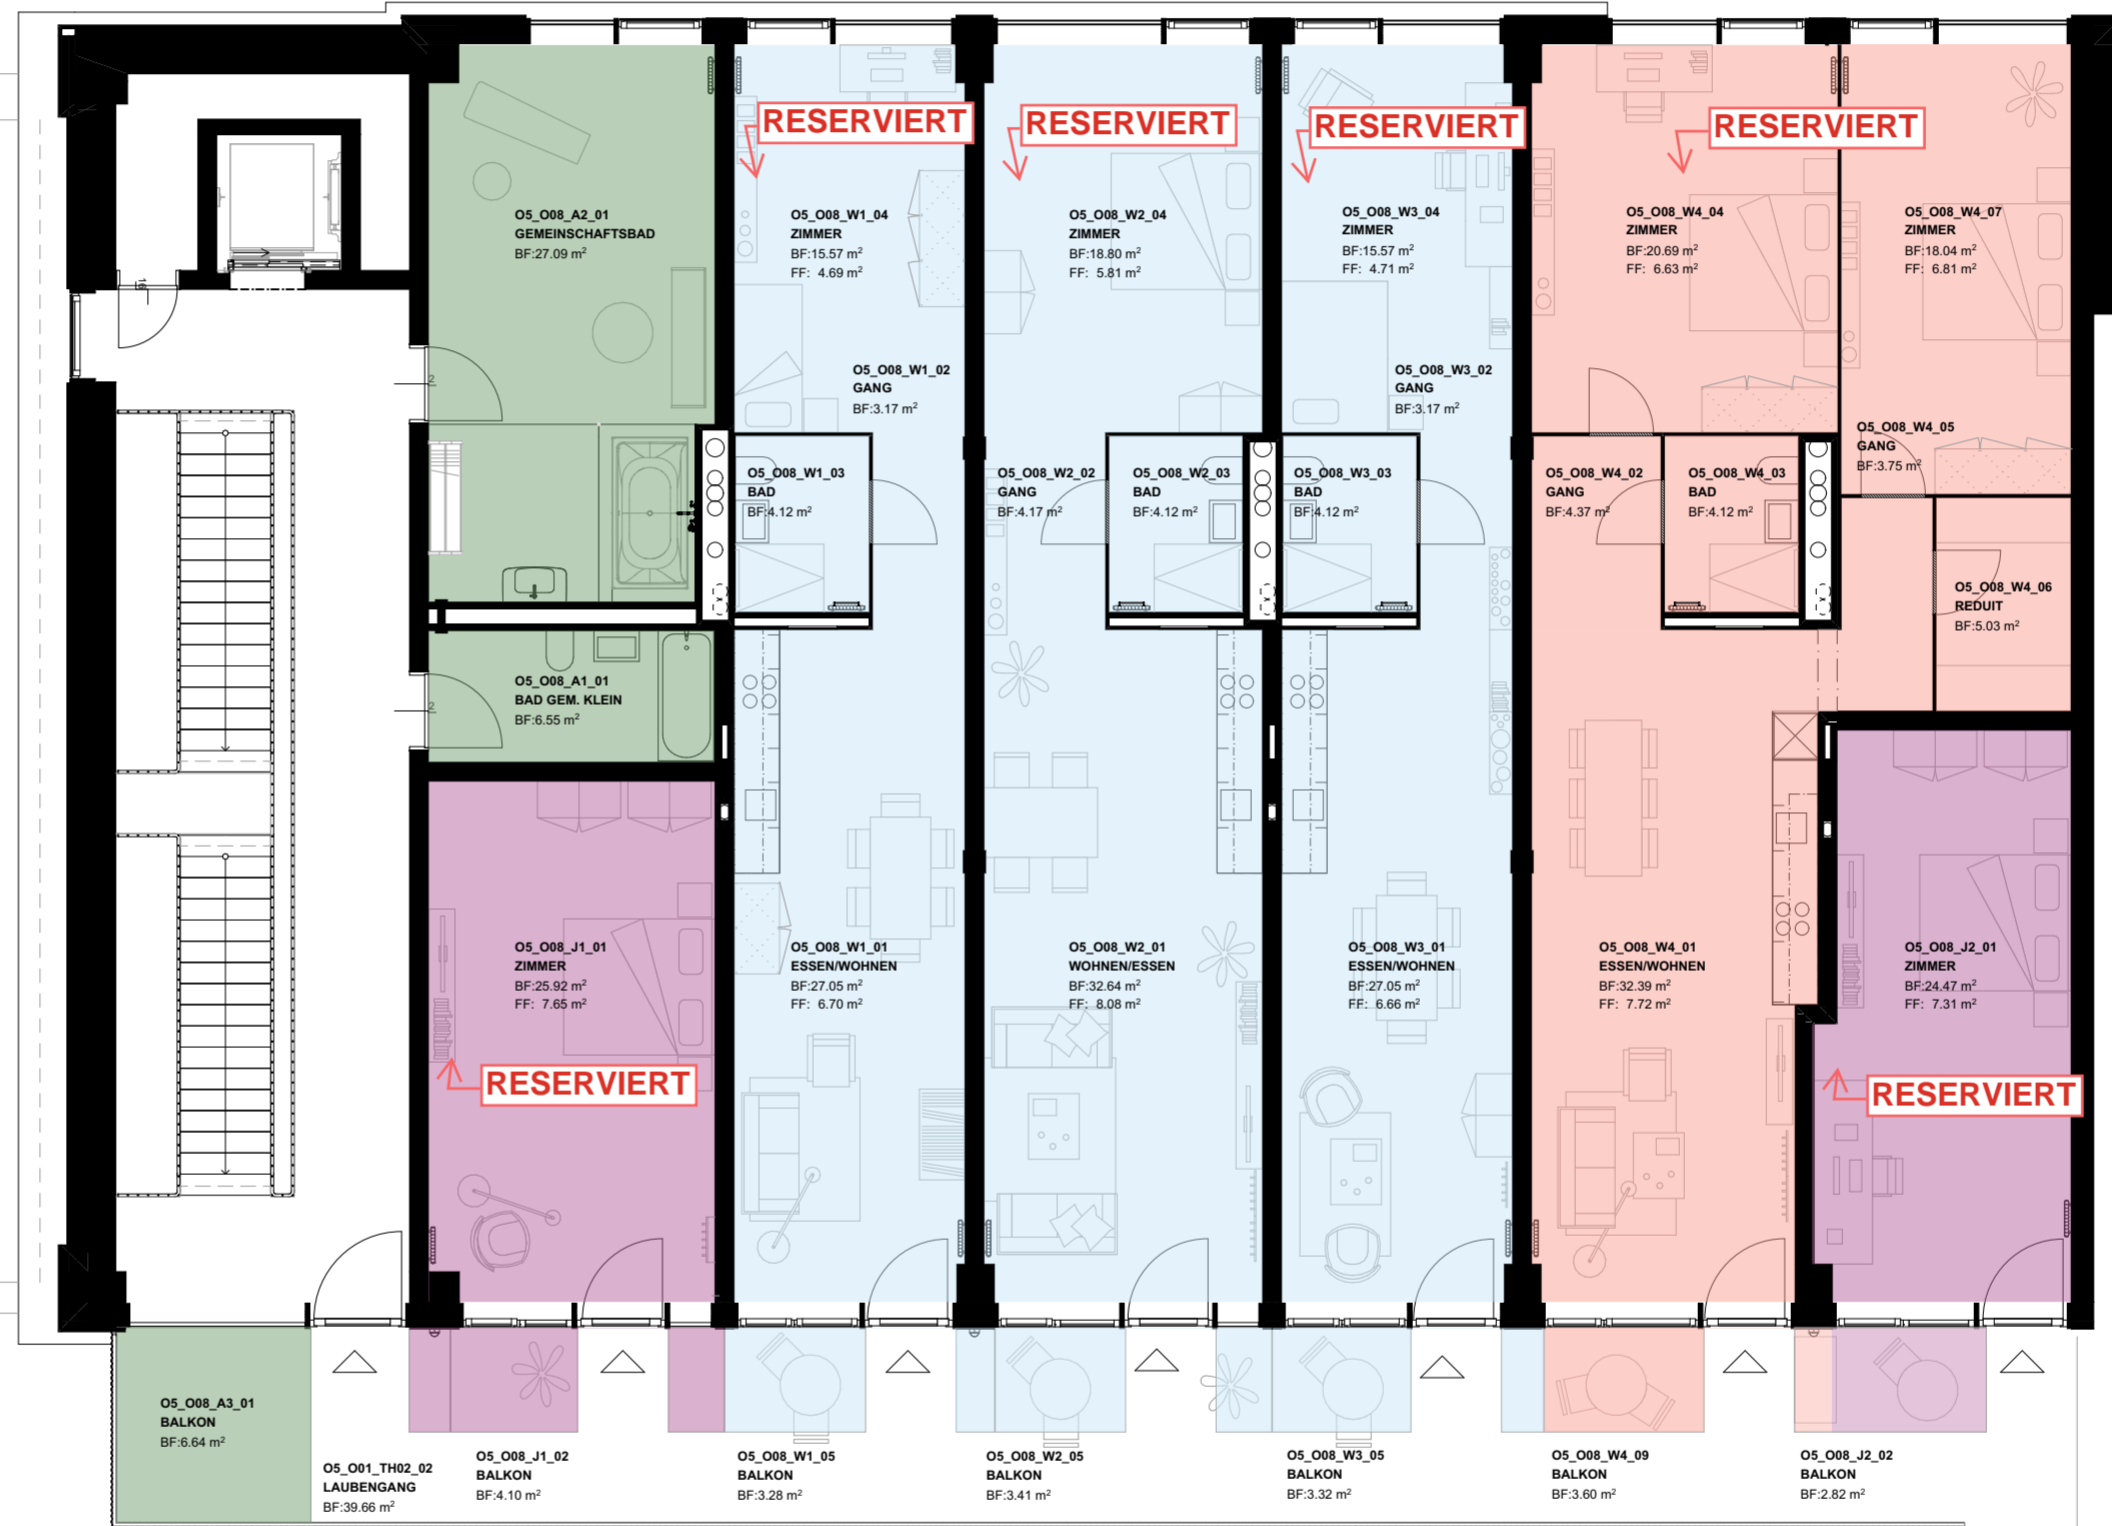 RESERVIERT
RESERVIERT
RESERVIERT
RESERVIERT
O5_O08_A2_01
GEMEINSCHAFTSBAD
BF:27.09 m²
O5_O08_W1_04
ZIMMER
BF:15.57 m²
FF: 4.69 m²
O5_O08_W2_04
ZIMMER
BF:18.80 m²
FF: 5.81 m²
O5_O08_W3_04
ZIMMER
BF:15.57 m²
FF: 4.71 m²
O5_O08_W4_04
ZIMMER
BF:20.69 m²
FF: 6.63 m²
O5_O08_W4_07
ZIMMER
BF:18.04 m²
FF: 6.81 m²
O5_O08_W1_02
GANG
BF:3.17 m²
O5_O08_W3_02
GANG
BF:3.17 m²
O5_O08_W4_05
GANG
BF:3.75 m²
2
O5_O08_W1_03
BAD
BF:4.12 m²
O5_O08_W2_02
GANG
BF:4.17 m²
O5_O08_W2_03
BAD
BF:4.12 m²
O5_O08_W3_03
BAD
BF:4.12 m²
O5_O08_W4_02
GANG
BF:4.37 m²
O5_O08_W4_03
BAD
BF:4.12 m²
O5_O08_W4_06
REDUIT
BF:5.03 m²
O5_O08_A1_01
BAD GEM. KLEIN
BF:6.55 m²
2
O5_O08_J1_01
ZIMMER
BF:25.92 m²
FF: 7.65 m²
O5_O08_W1_01
ESSEN/WOHNEN
BF:27.05 m²
FF: 6.70 m²
O5_O08_W2_01
WOHNEN/ESSEN
BF:32.64 m²
FF: 8.08 m²
O5_O08_W3_01
ESSEN/WOHNEN
BF:27.05 m²
FF: 6.66 m²
O5_O08_W4_01
ESSEN/WOHNEN
BF:32.39 m²
FF: 7.72 m²
O5_O08_J2_01
ZIMMER
BF:24.47 m²
FF: 7.31 m²
RESERVIERT
RESERVIERT
O5_O08_A3_01
BALKON
BF:6.64 m²
O5_O01_TH02_02
LAUBENGANG
BF:39.66 m²
O5_O08_J1_02
BALKON
BF:4.10 m²
O5_O08_W1_05
BALKON
BF:3.28 m²
O5_O08_W2_05
BALKON
BF:3.41 m²
O5_O08_W3_05
BALKON
BF:3.32 m²
O5_O08_W4_09
BALKON
BF:3.60 m²
O5_O08_J2_02
BALKON
BF:2.82 m²